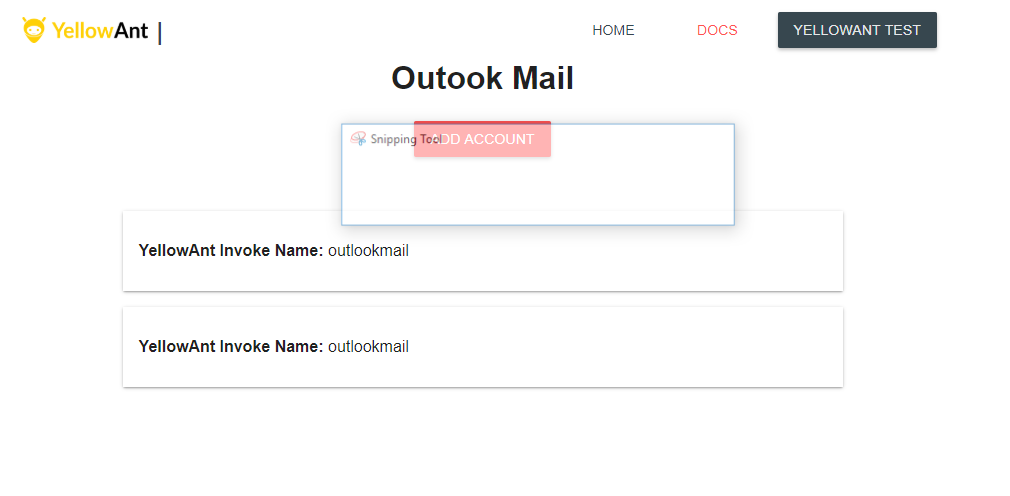 YellowAnt | HOME DOCS YELLOWANT TEST
Outook Mail
Snipping Tool ADD ACCOUNT
YellowAnt Invoke Name: outlookmail
YellowAnt Invoke Name: outlookmail